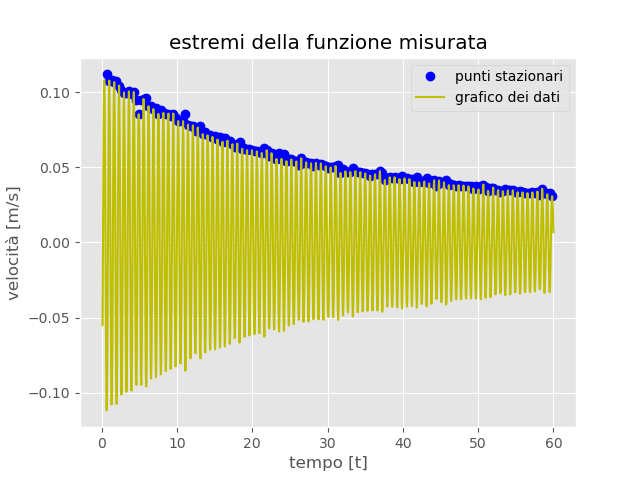 estremi della funzione misurata
punti stazionari
grafico dei dati
velocità [m/s]
0.10
0.05
0.00
−0.05
−0.10
0 10 20 30 40 50 60
tempo [t]